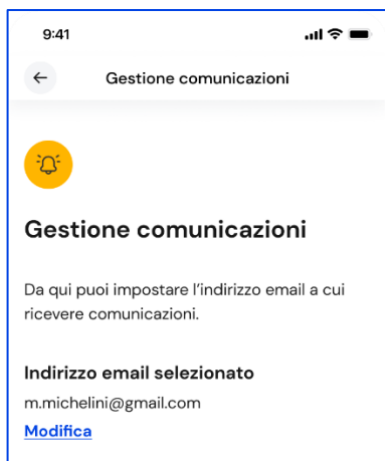 9:41
Gestione comunicazioni
Gestione comunicazioni
Da qui puoi impostare l'indirizzo email a cui
ricevere comunicazioni.
Indirizzo email selezionato
m.michelini@gmail.com
Modifica